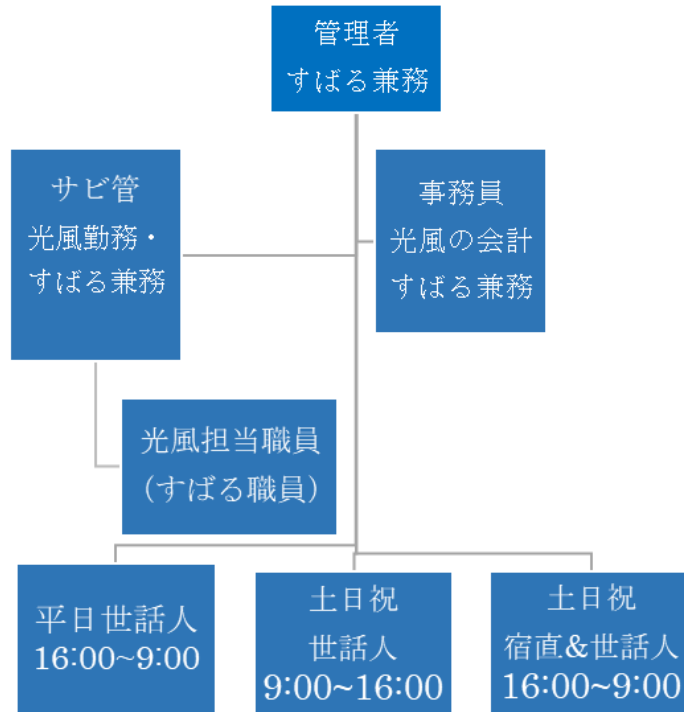 管理者
すばる兼務
サビ管
光風勤務・
すばる兼務
事務員
光風の会計
すばる兼務
光風担当職員
（すばる職員）
平日世話人
16:00~9:00
土日祝
世話人
9:00~16:00
土日祝
宿直&世話人
16:00~9:00